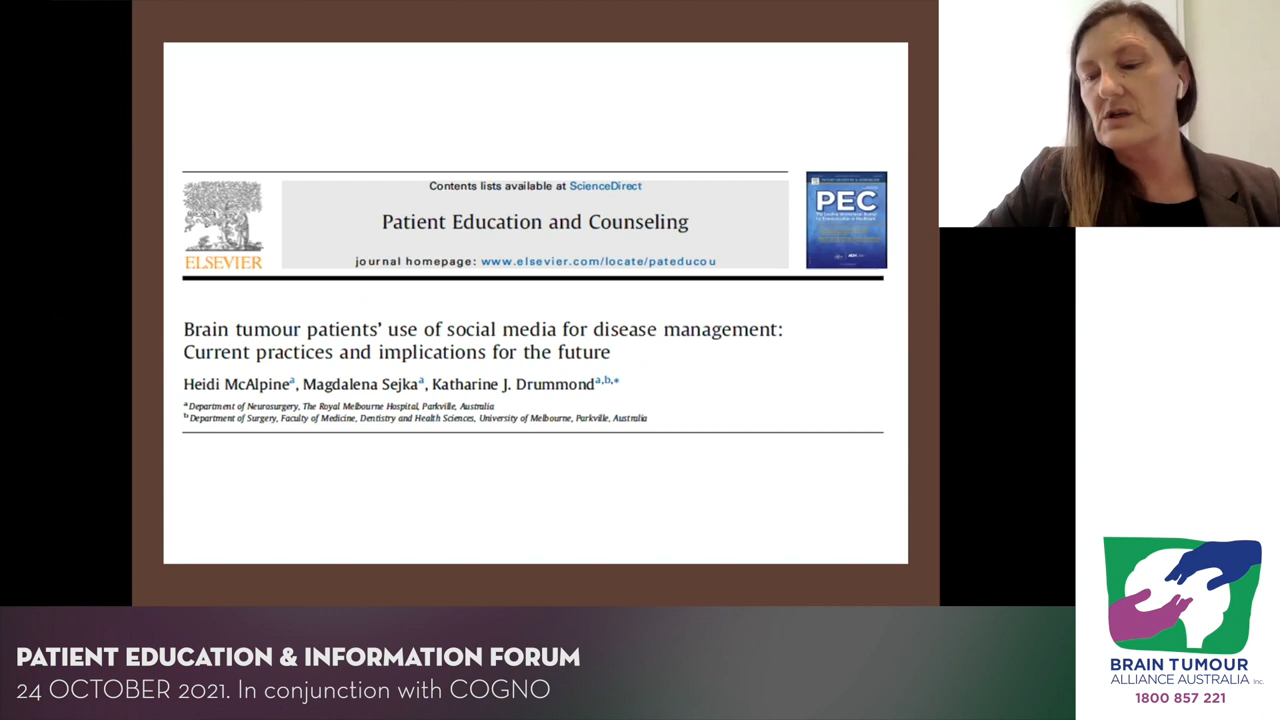 Contents lists available at ScienceDirect
Patient Education and Counseling
journal homepage: www.elsevier.com/locate/pateducou
ELSEVIER
PEC
Brain tumour patients' use of social media for disease management:
Current practices and implications for the future
Heidi McAlpineᵃ, Magdalena Sejkaᵃ, Katharine J. Drummondᵃ,ᵇ,*
ᵃ Department of Neurosurgery, The Royal Melbourne Hospital, Parkville, Australia
ᵇ Department of Surgery, Faculty of Medicine, Dentistry and Health Sciences, University of Melbourne, Parkville, Australia
PATIENT EDUCATION & INFORMATION FORUM
24 OCTOBER 2021. In conjunction with COGNO
BRAIN TUMOUR
ALLIANCE AUSTRALIA Inc.
1800 857 221